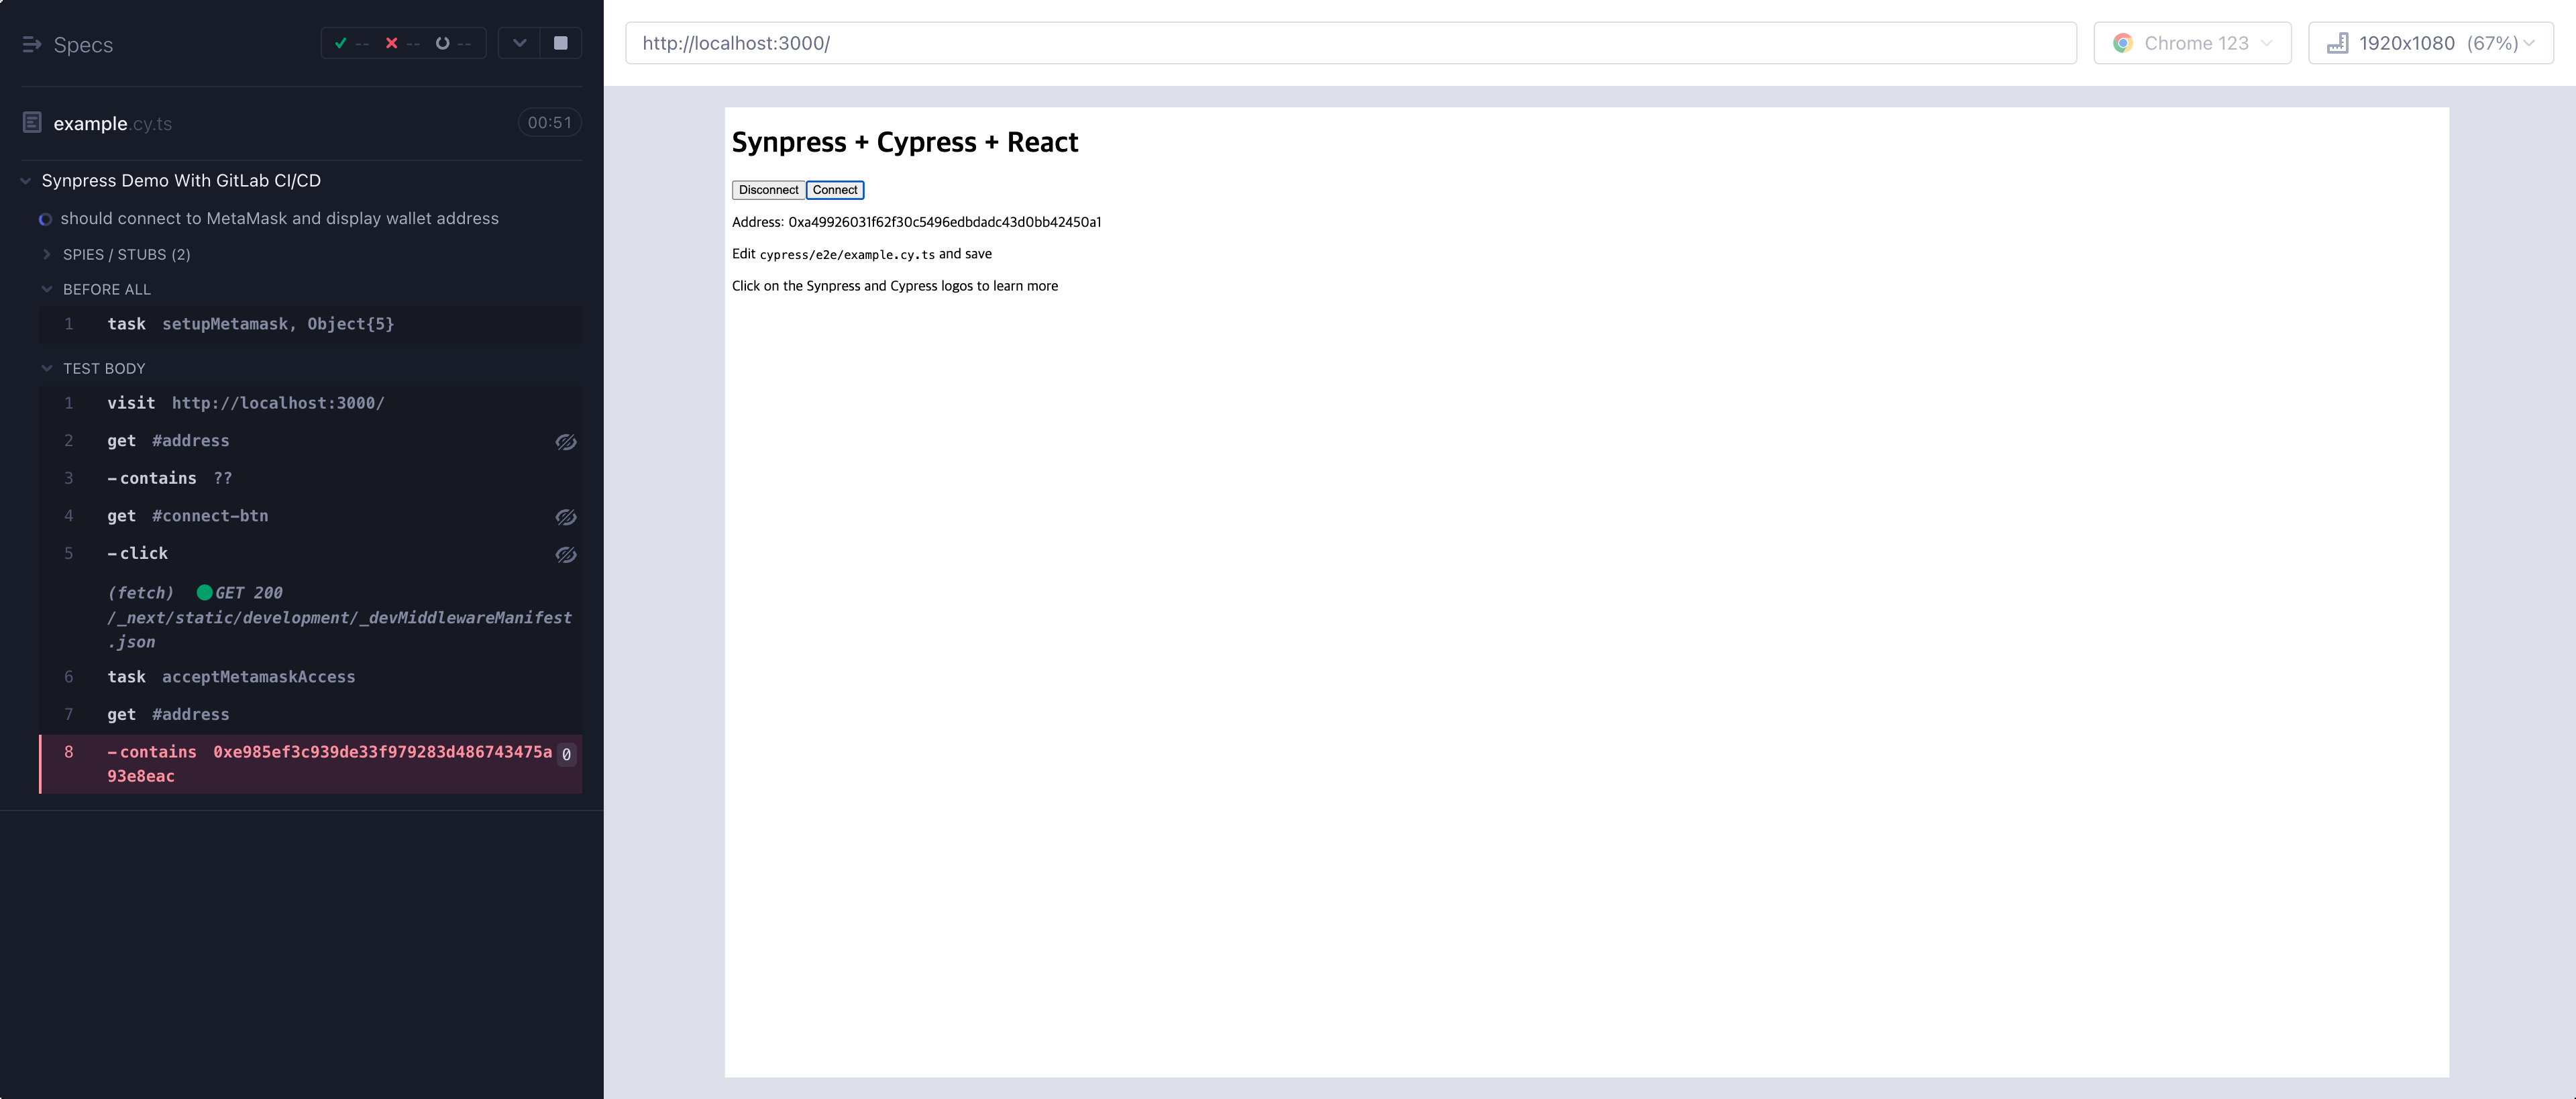 Specs
-- -- --
example.cy.ts
00:51
Synpress Demo With GitLab CI/CD
should connect to MetaMask and display wallet address
SPIES / STUBS (2)
BEFORE ALL
1 task setupMetamask, Object{5}
TEST BODY
1 visit http://localhost:3000/
2 get #address
3 -contains ??
4 get #connect-btn
5 -click
(fetch) GET 200
/_next/static/development/_devMiddlewareManifest
.json
6 task acceptMetamaskAccess
7 get #address
8 -contains 0xe985ef3c939de33f979283d486743475a 0
93e8eac
http://localhost:3000/
Chrome 123
1920x1080 (67%)
Synpress + Cypress + React
Disconnect Connect
Address: 0xa49926031f62f30c5496edbdadc43d0bb42450a1
Edit cypress/e2e/example.cy.ts and save
Click on the Synpress and Cypress logos to learn more